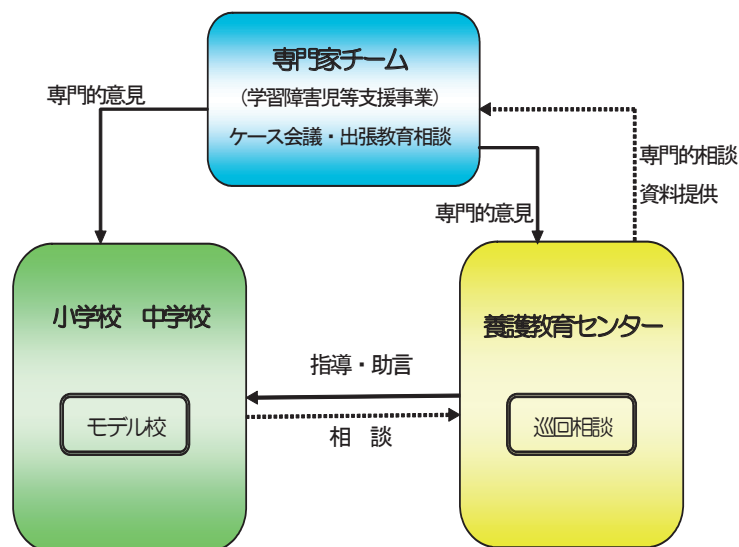 専門家チーム
(学習障害児等支援事業)
ケース会議・出張教育相談
専門的意見
専門的相談
資料提供
専門的意見
小学校　中学校
養護教育センター
指導・助言
モデル校
巡回相談
相　談